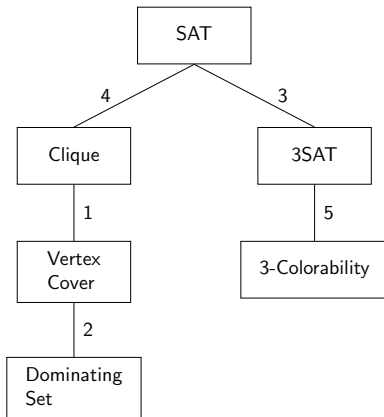 SAT
4
3
Clique
3SAT
1
5
Vertex
Cover
3-Colorability
2
Dominating
Set